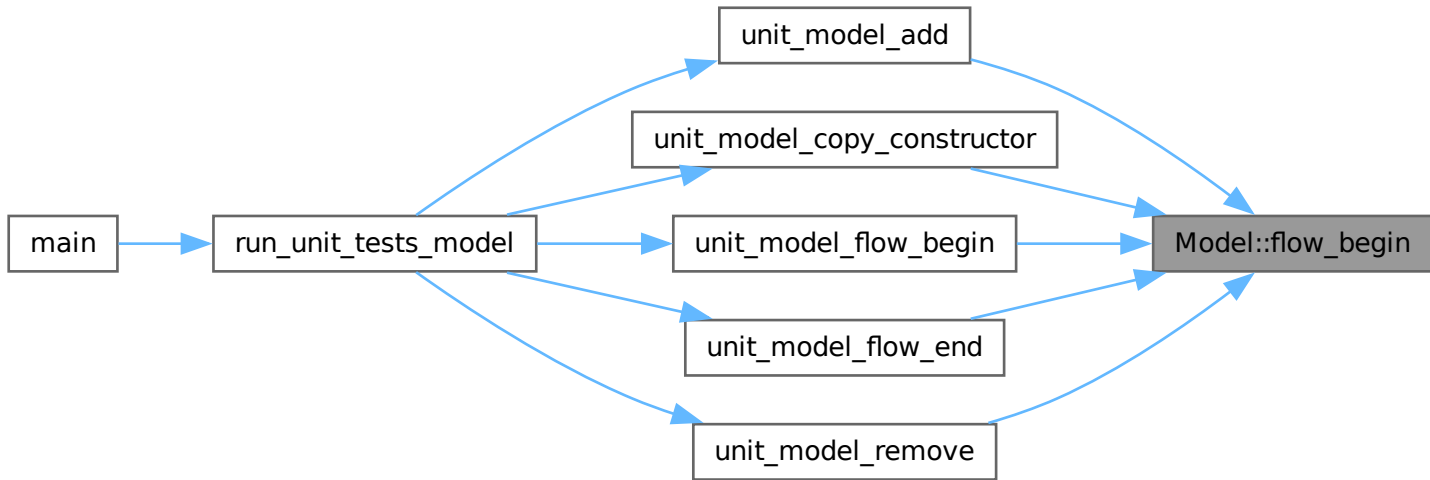 unit_model_add
unit_model_copy_constructor
main
run_unit_tests_model
unit_model_flow_begin
Model::flow_begin
unit_model_flow_end
unit_model_remove